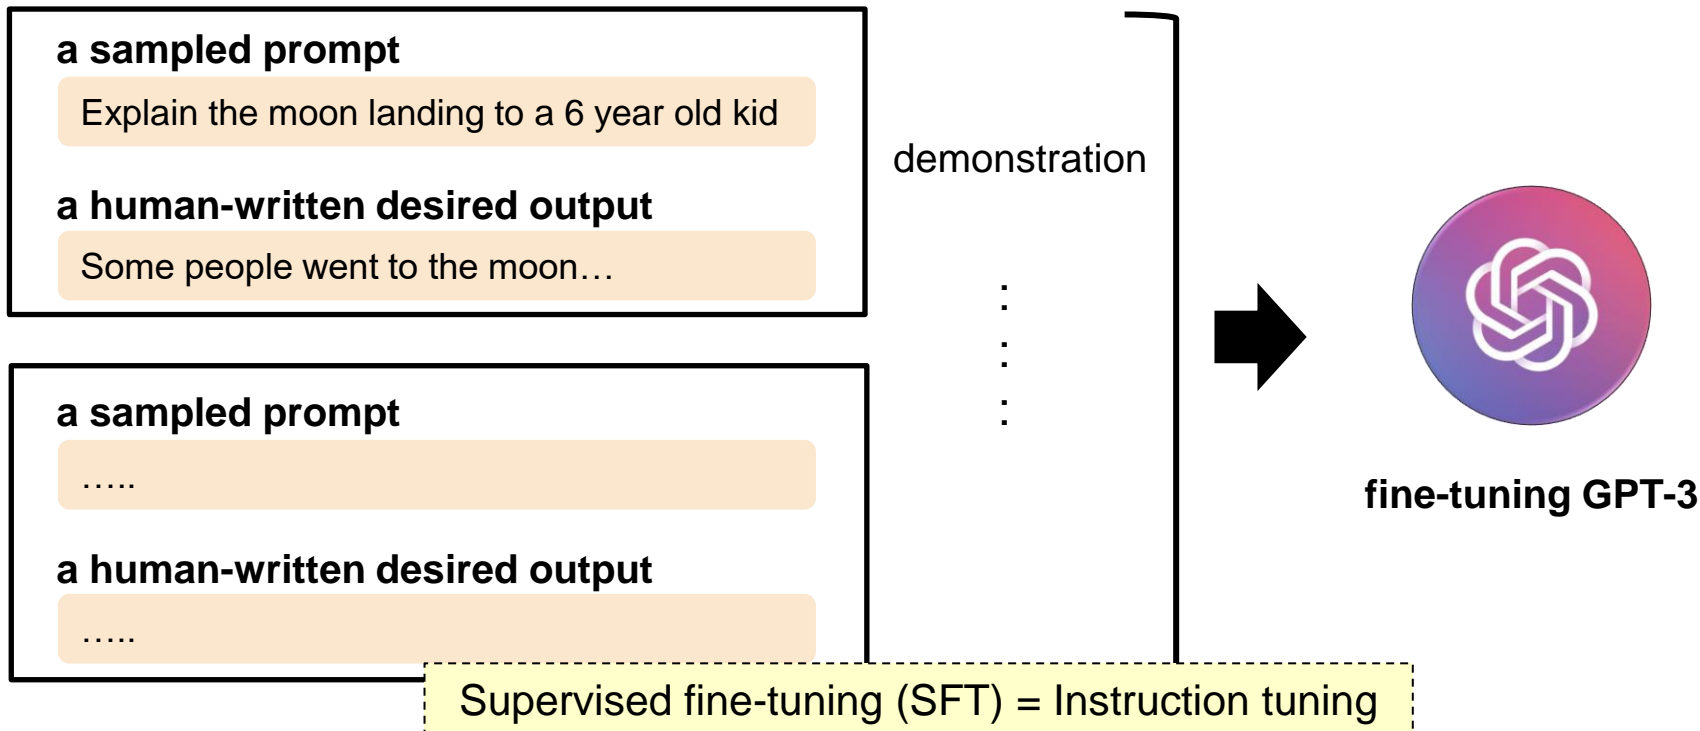 a sampled prompt
Explain the moon landing to a 6 year old kid
a human-written desired output
Some people went to the moon…
demonstration
: : :
a sampled prompt
…..
a human-written desired output
…..
fine-tuning GPT-3
Supervised fine-tuning (SFT) = Instruction tuning